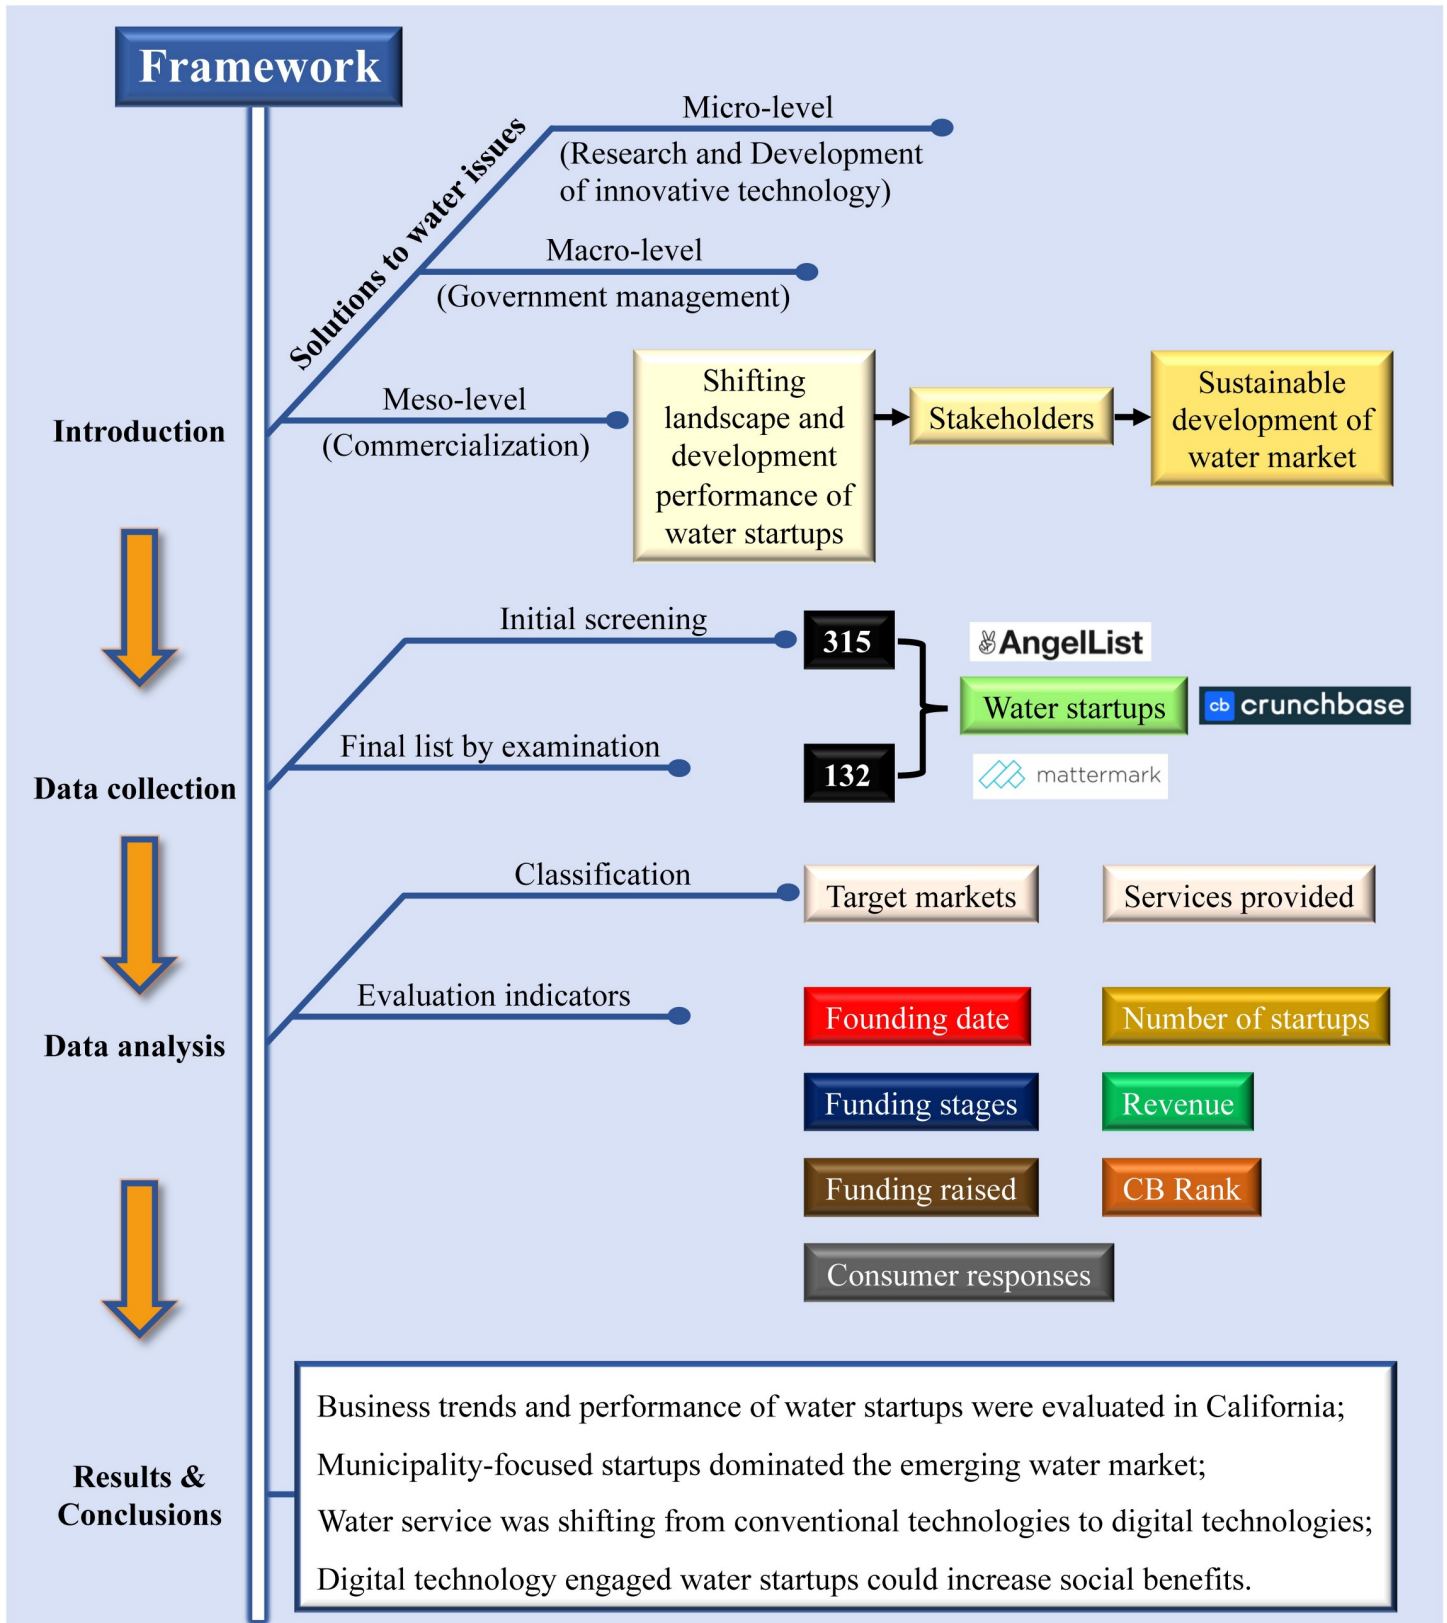 Framework
Solutions to water issues
Micro-level
(Research and Development
of innovative technology)
Macro-level
(Government management)
Introduction
Meso-level
(Commercialization)
Shifting
landscape and
development
performance of
water startups
Stakeholders
Sustainable
development of
water market
Data collection
Initial screening
315
Final list by examination
132
AngelList
Water startups
cb crunchbase
mattermark
Data analysis
Classification
Target markets
Services provided
Evaluation indicators
Founding date
Number of startups
Funding stages
Revenue
Funding raised
CB Rank
Consumer responses
Results &
Conclusions
Business trends and performance of water startups were evaluated in California;
Municipality-focused startups dominated the emerging water market;
Water service was shifting from conventional technologies to digital technologies;
Digital technology engaged water startups could increase social benefits.